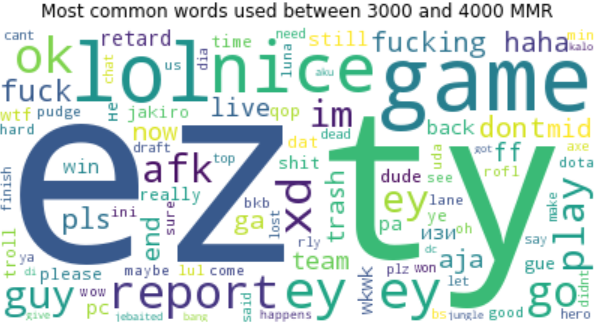 Most common words used between 3000 and 4000 MMR
cant retard time still need fucking haha min
kalo
ok lol nice game
us dia luna aku
chat
fuck не jakiro live qop im back dont mid
wtf pudge
hard now dat dead ff axe
draft got dota
ez ty
win afk top shit dude uda see rofl
finish really trash ey lane
pls ini sure bkb xd ye изи oh make play
end ga lost pa say
troll rly dc
ya team aja gue didnt
di please maybe lul come plz won let
guy wow report ey ey go
pc said wkwk bs good hero
give jebaited bang happens jungle